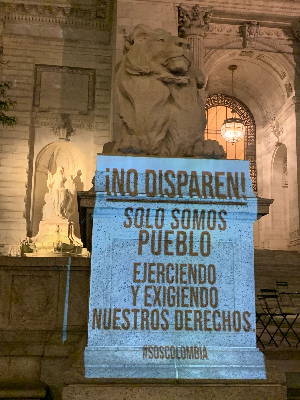 ¡NO DISPAREN!
SOLO SOMOS
PUEBLO
EJERCIENDO
Y EXIGIENDO
NUESTROS DERECHOS.
#SOSCOLOMBIA